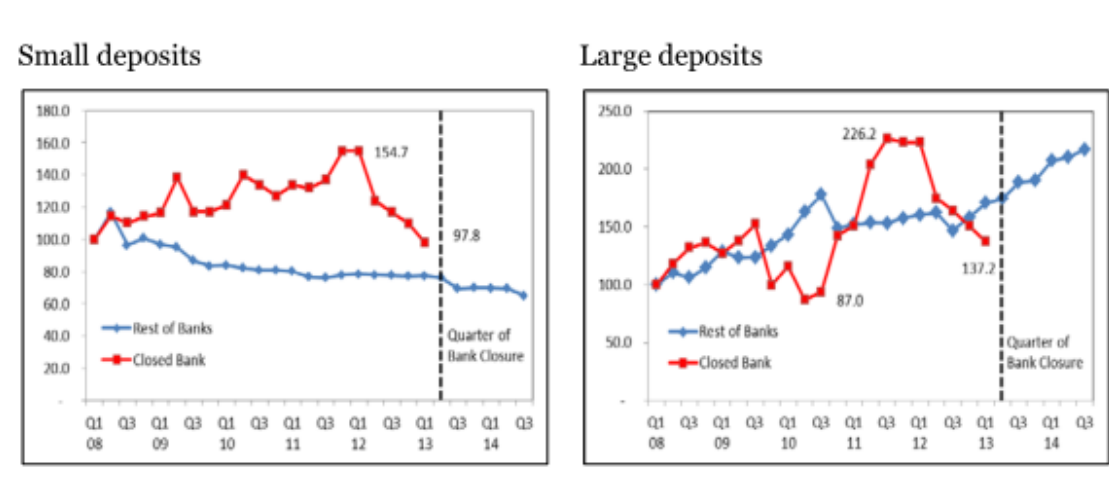 Small deposits
180.0
160.0
140.0
120.0
100.0
80.0
60.0
40.0
20.0
-
154.7
97.8
Rest of Banks
Closed Bank
Quarter of
Bank Closure
Q1 Q3 Q1 Q3 Q1 Q3 Q1 Q3 Q1 Q3 Q1 Q3 Q1 Q3
08 09 10 11 12 13 14
Large deposits
250.0
200.0
150.0
100.0
50.0
-
226.2
87.0
137.2
Rest of Banks
Closed Bank
Quarter of
Bank Closure
Q1 Q3 Q1 Q3 Q1 Q3 Q1 Q3 Q1 Q3 Q1 Q3 Q1 Q3
08 09 10 11 12 13 14